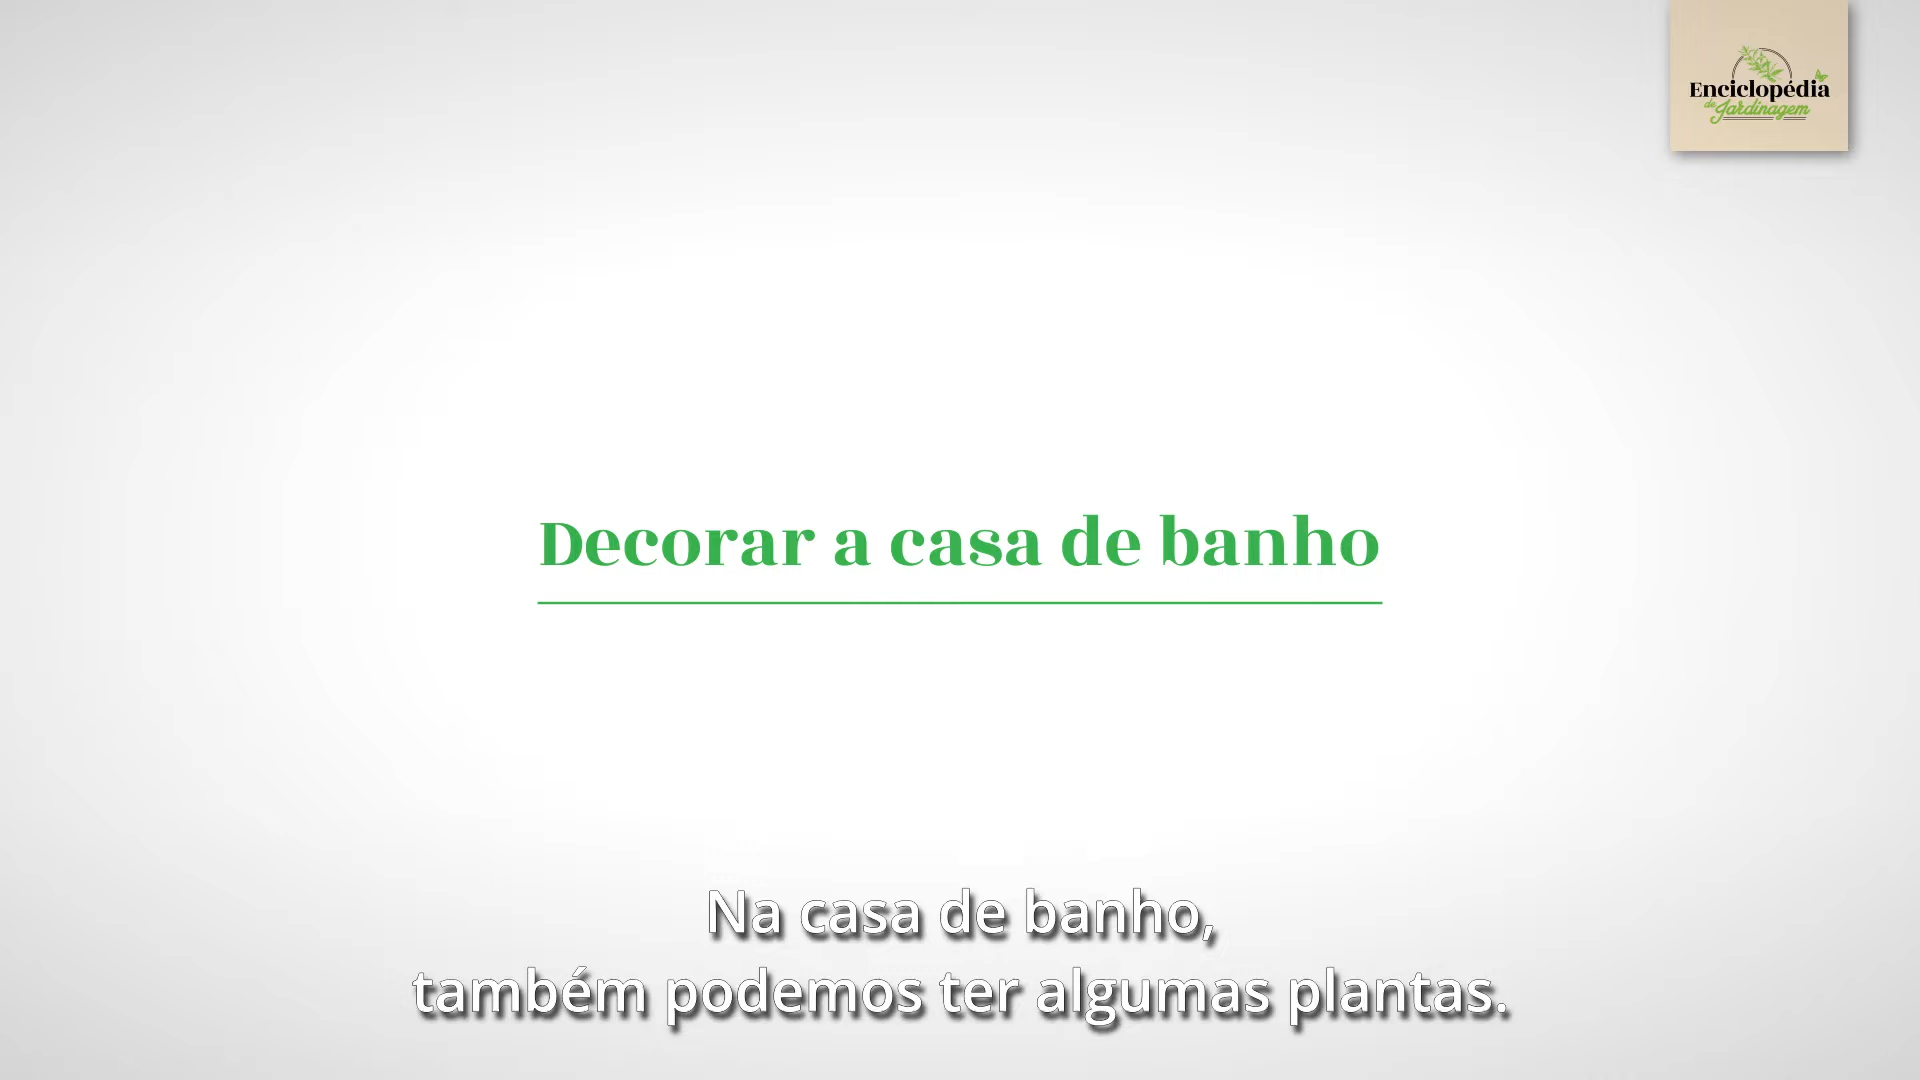 Enciclopédia
de Jardinagem
Decorar a casa de banho
Na casa de banho,
também podemos ter algumas plantas.